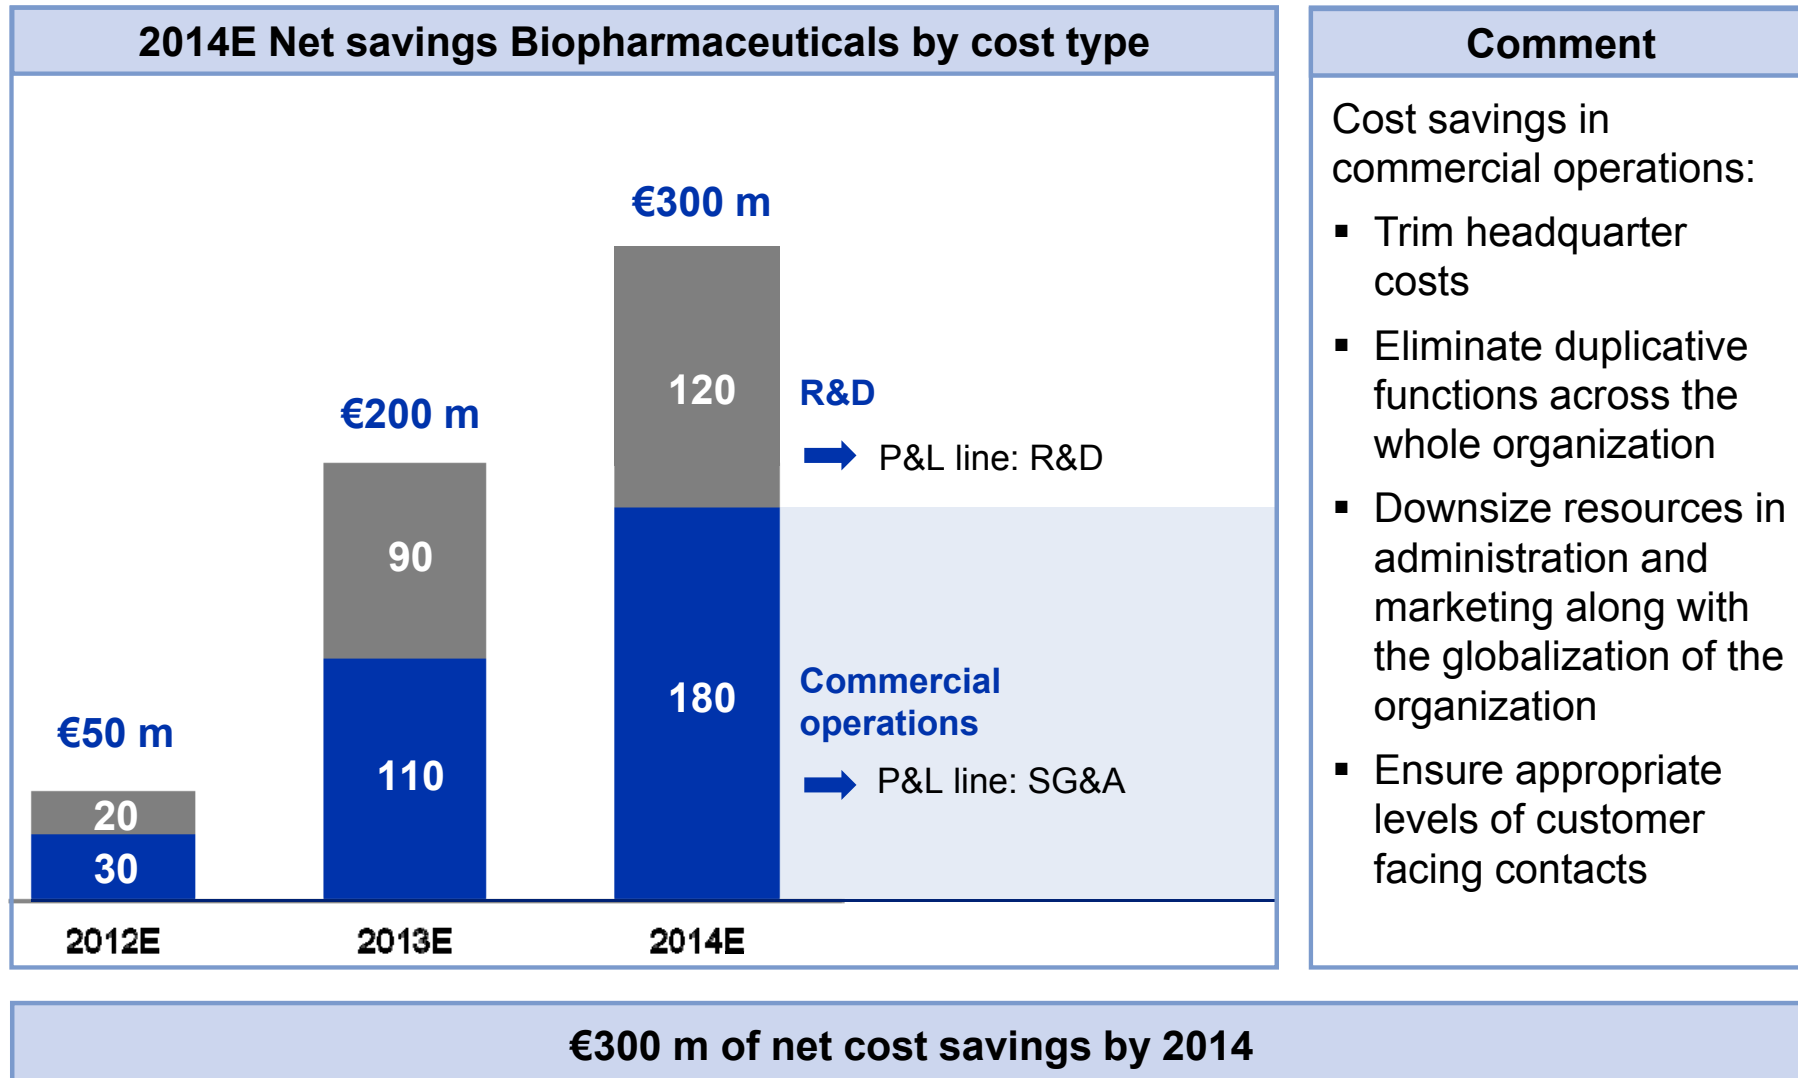 2014E Net savings Biopharmaceuticals by cost type
€300 m
120
R&D
P&L line: R&D
€200 m
90
180
Commercial
operations
P&L line: SG&A
110
€50 m
20
30
2012E
2013E
2014E
Comment
Cost savings in
commercial operations:
▪ Trim headquarter
costs
▪ Eliminate duplicative
functions across the
whole organization
▪ Downsize resources in
administration and
marketing along with
the globalization of the
organization
▪ Ensure appropriate
levels of customer
facing contacts
€300 m of net cost savings by 2014